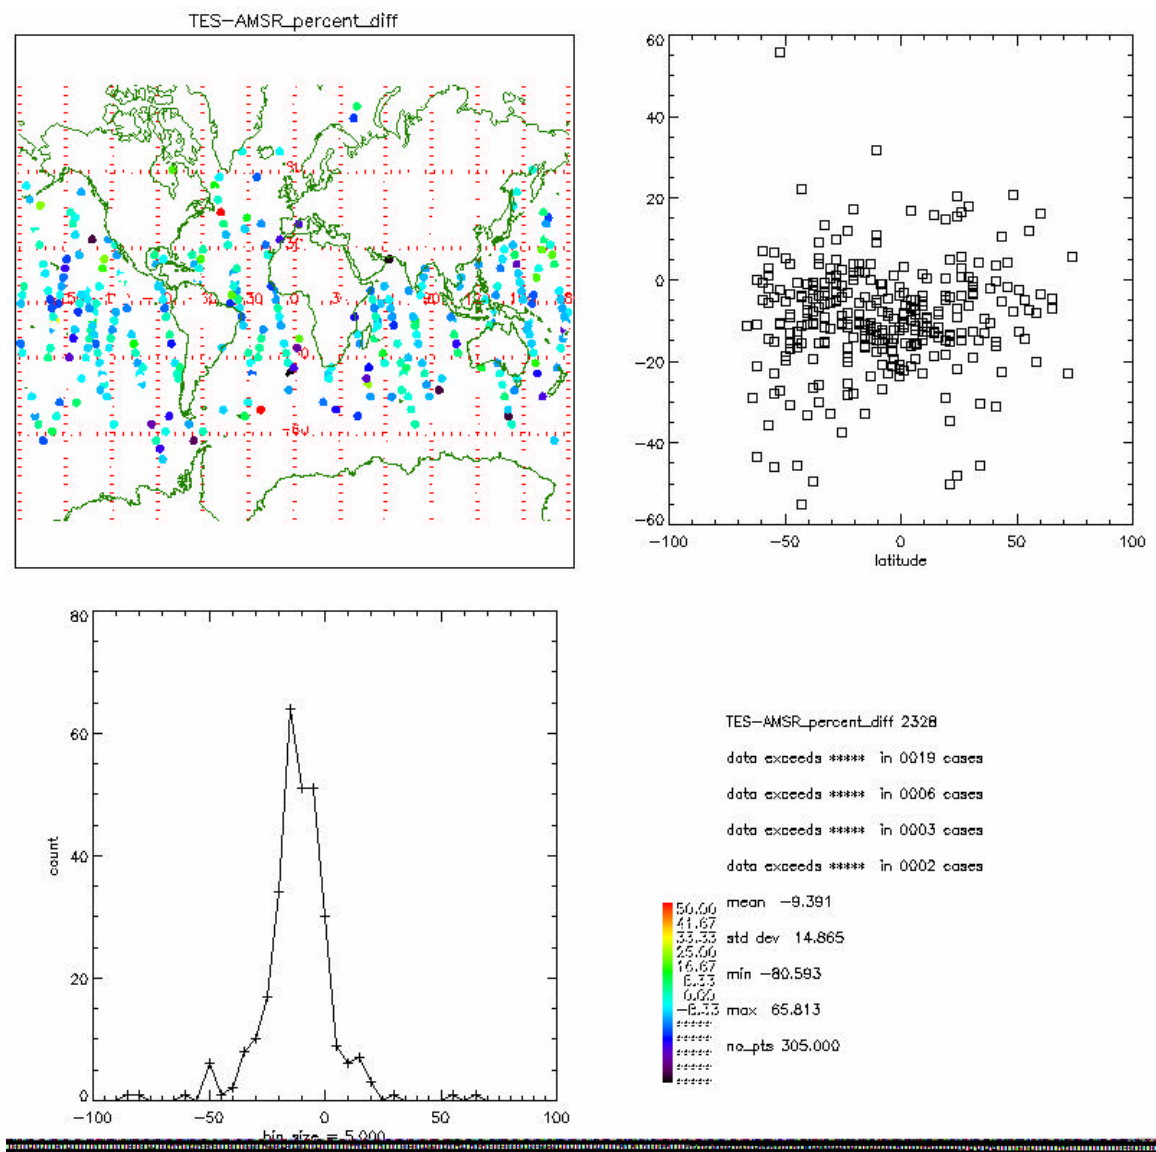 TES-AMSR_percent_diff
60
40
20
0
-20
-40
-60
-100 -50 0 50 100
latitude
80
60
40
20
0
count
-100 -50 0 50 100
bin size = 5.000
TES-AMSR_percent_diff 2328
data exceeds ***** in 0019 cases
data exceeds ***** in 0006 cases
data exceeds ***** in 0003 cases
data exceeds ***** in 0002 cases
mean -9.391
std dev 14.865
min -80.593
max 65.813
no_pts 305.000
50.00
41.67
33.33
25.00
16.67
8.33
0.00
-8.33
*****
*****
*****
*****
*****